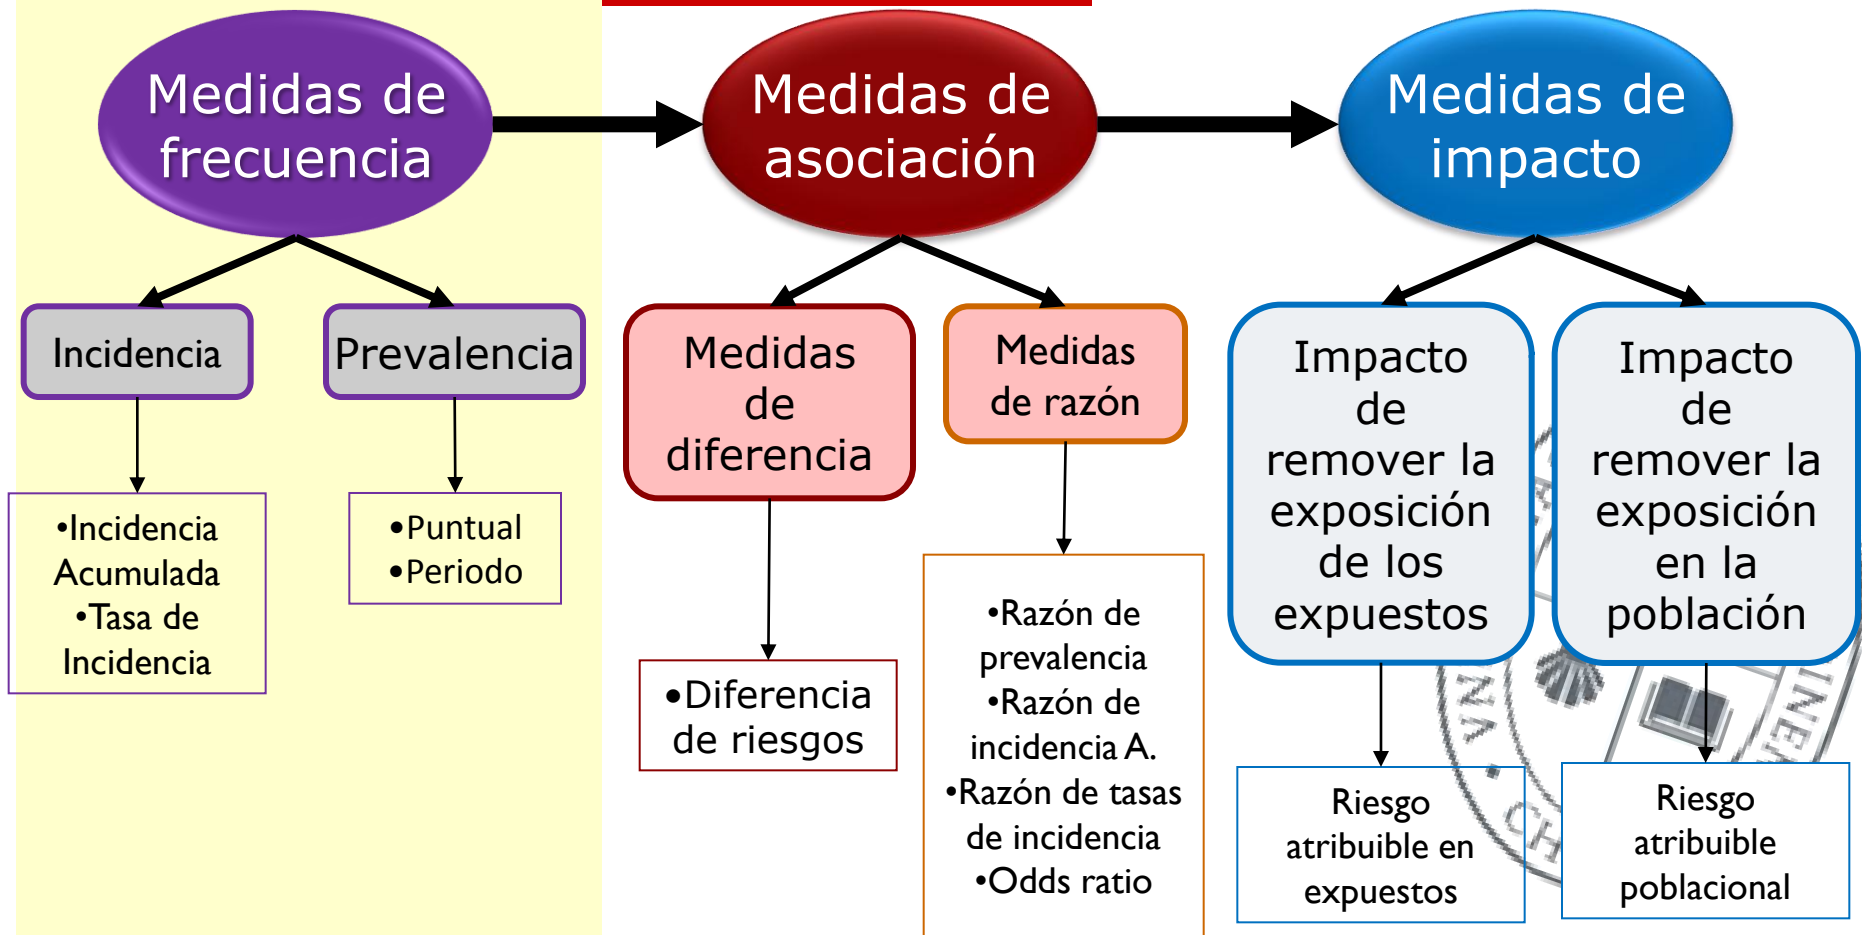 Medidas de
frecuencia
Medidas de
asociación
Medidas de
impacto
Incidencia
Prevalencia
Medidas
de
diferencia
Medidas
de razón
Impacto
de
remover la
exposición
de los
expuestos
Impacto
de
remover la
exposición
en la
población
•Incidencia
Acumulada
•Tasa de
Incidencia
•Puntual
•Periodo
•Diferencia
de riesgos
•Razón de
prevalencia
•Razón de
incidencia A.
•Razón de tasas
de incidencia
•Odds ratio
Riesgo
atribuible en
expuestos
Riesgo
atribuible
poblacional